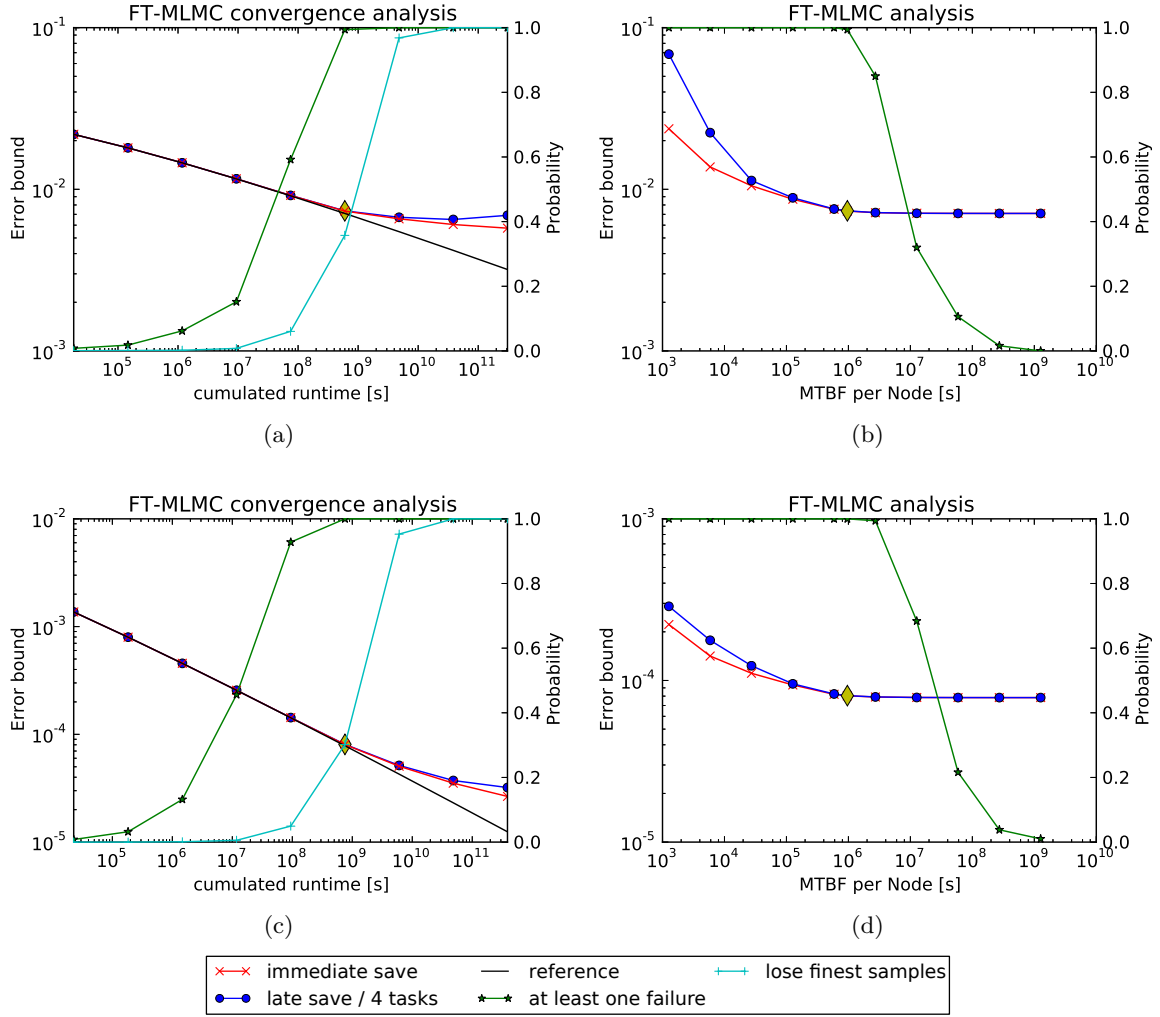 FT-MLMC convergence analysis
10^-1
10^-2
10^-3
Error bound
1.0
0.8
0.6
0.4
0.2
0.0
Probability
10^5 10^6 10^7 10^8 10^9 10^10 10^11
cumulated runtime [s]
(a)
FT-MLMC analysis
10^-1
10^-2
10^-3
Error bound
1.0
0.8
0.6
0.4
0.2
0.0
Probability
10^3 10^4 10^5 10^6 10^7 10^8 10^9 10^10
MTBF per Node [s]
(b)
FT-MLMC convergence analysis
10^-2
10^-3
10^-4
10^-5
Error bound
1.0
0.8
0.6
0.4
0.2
0.0
Probability
10^5 10^6 10^7 10^8 10^9 10^10 10^11
cumulated runtime [s]
(c)
FT-MLMC analysis
10^-3
10^-4
10^-5
Error bound
1.0
0.8
0.6
0.4
0.2
0.0
Probability
10^3 10^4 10^5 10^6 10^7 10^8 10^9 10^10
MTBF per Node [s]
(d)
immediate save
late save / 4 tasks
reference
at least one failure
lose finest samples